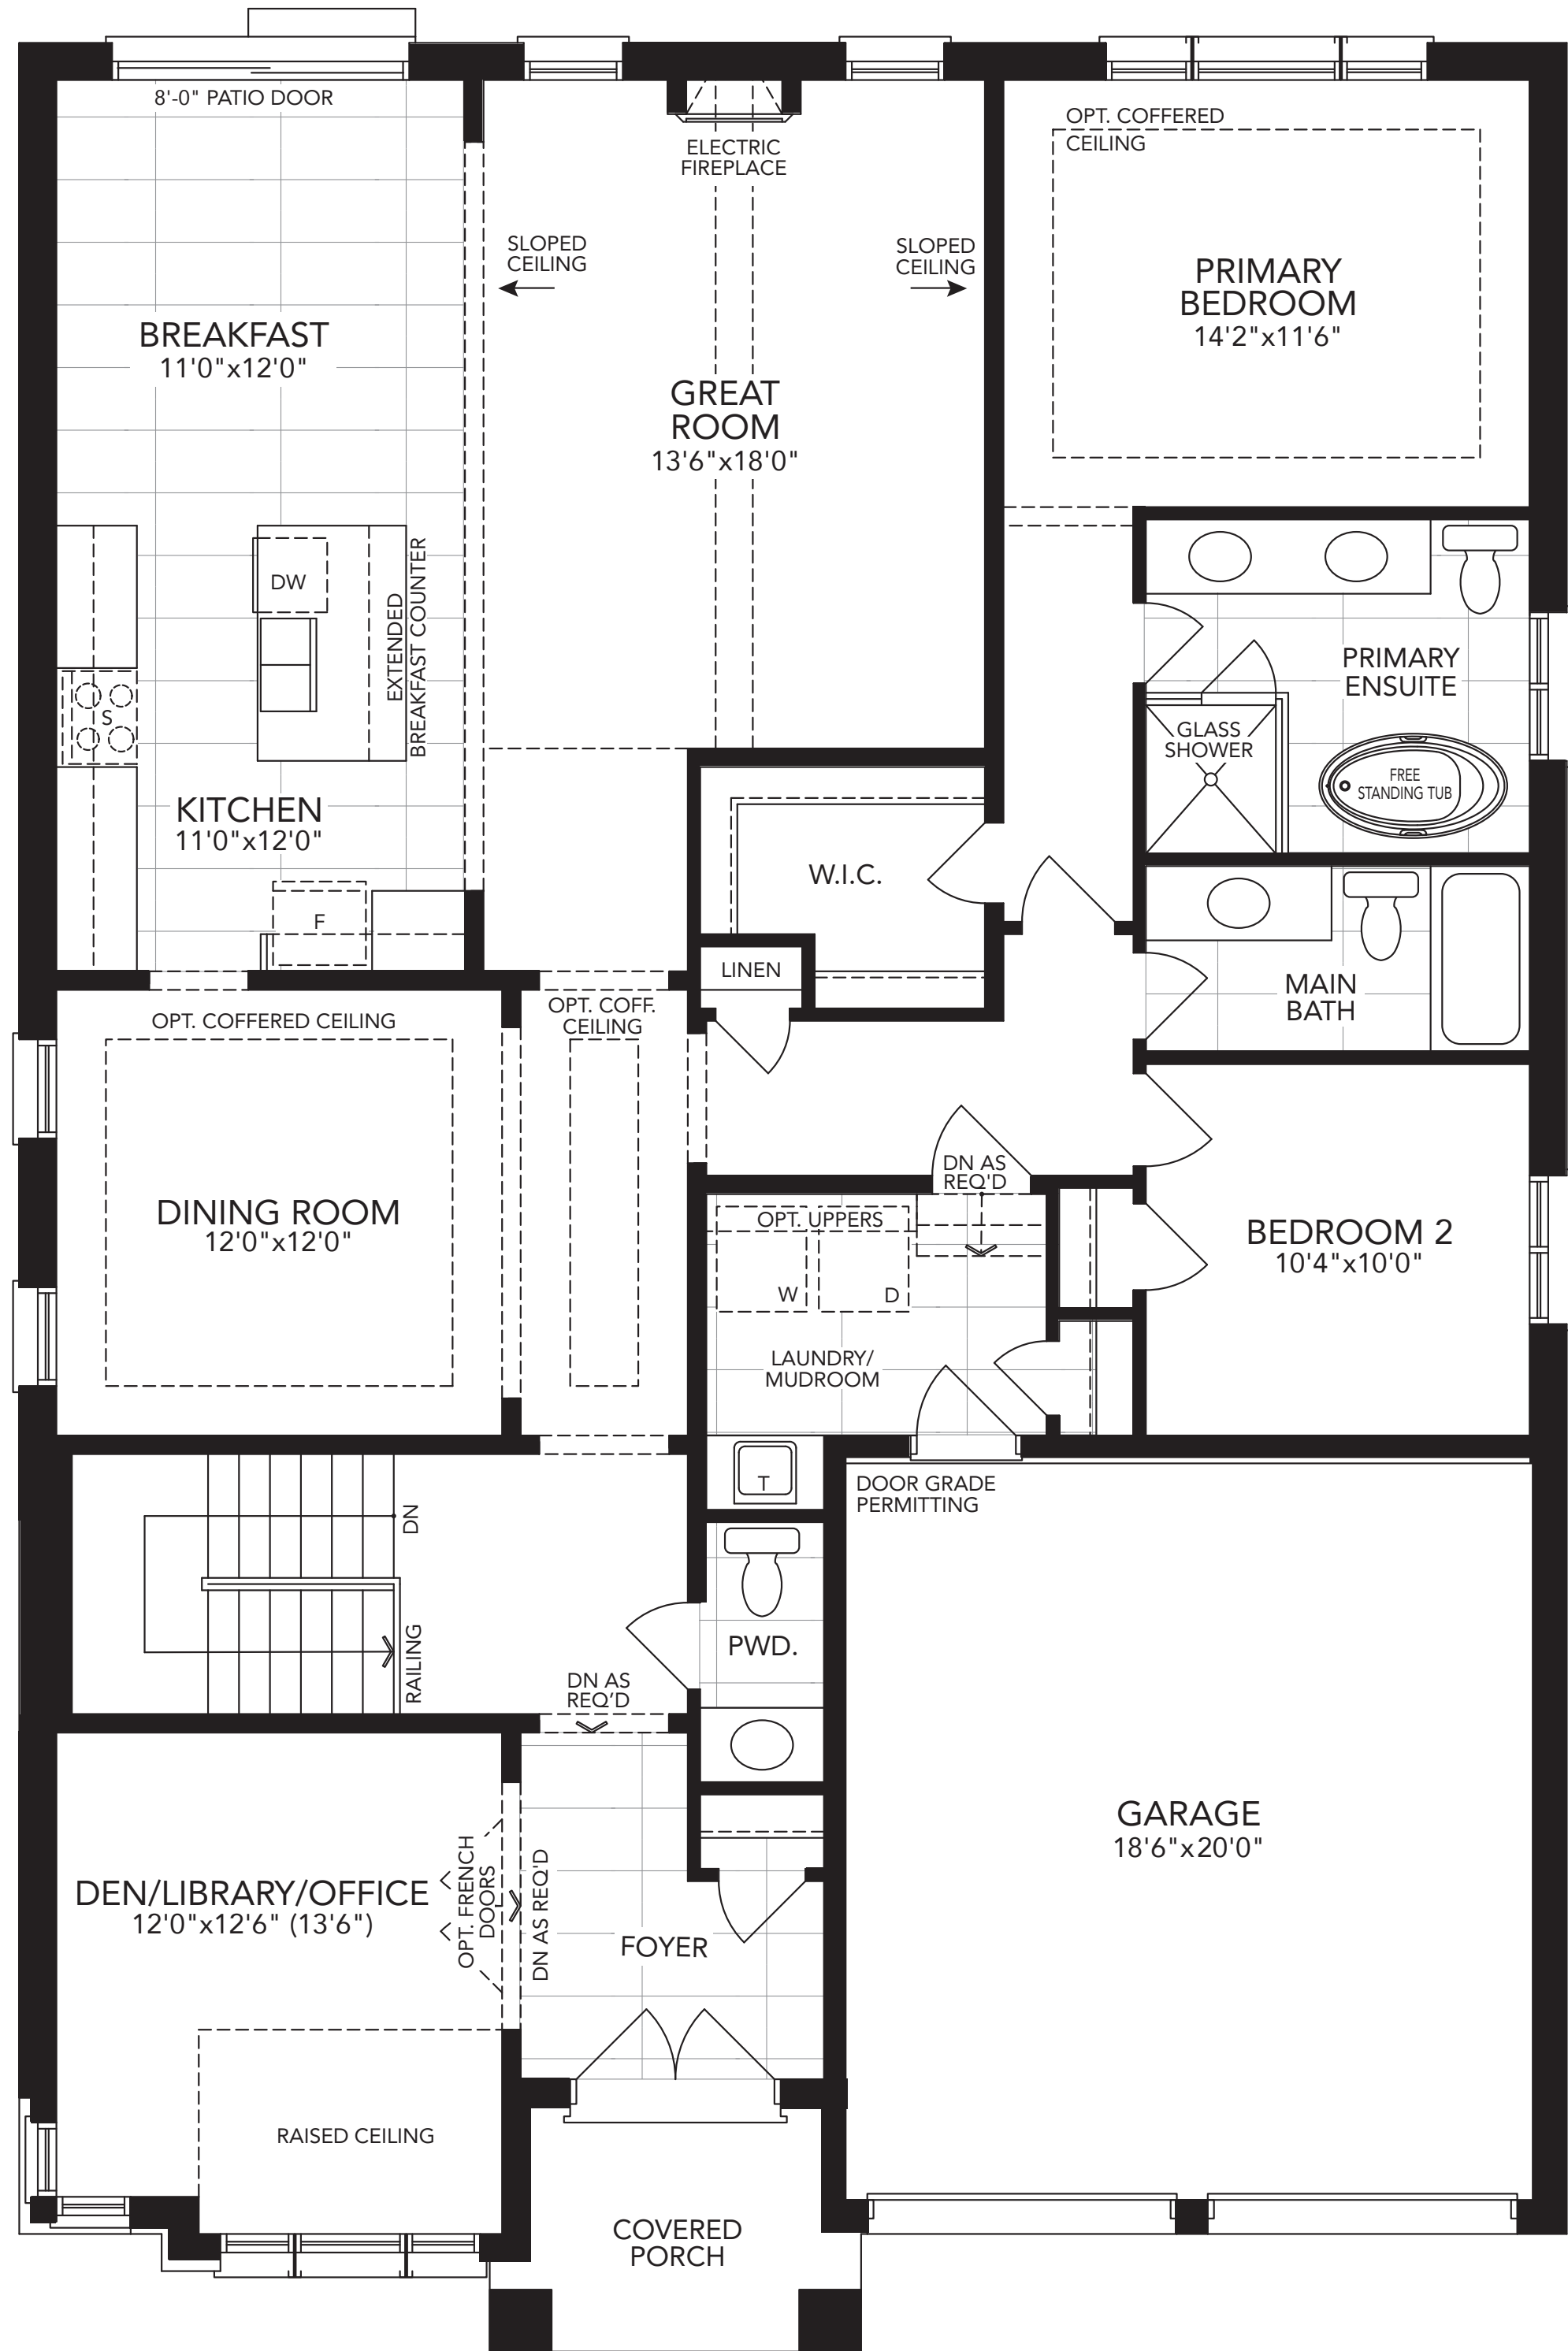 8'-0" PATIO DOOR
OPT. COFFERED
CEILING
ELECTRIC
FIREPLACE
SLOPED
CEILING
SLOPED
CEILING
PRIMARY
BEDROOM
14'2"x11'6"
BREAKFAST
11'0"x12'0"
GREAT
ROOM
13'6"x18'0"
DW
EXTENDED
BREAKFAST COUNTER
S
KITCHEN
11'0"x12'0"
F
PRIMARY
ENSUITE
GLASS
SHOWER
FREE
STANDING TUB
W.I.C.
LINEN
MAIN
BATH
OPT. COFFERED CEILING
OPT. COFF.
CEILING
DINING ROOM
12'0"x12'0"
DN AS
REQ'D
OPT. UPPERS
W
D
LAUNDRY/
MUDROOM
BEDROOM 2
10'4"x10'0"
T
DOOR GRADE
PERMITTING
DN
RAILING
PWD.
DN AS
REQ'D
GARAGE
18'6"x20'0"
DEN/LIBRARY/OFFICE
12'0"x12'6" (13'6")
OPT. FRENCH
DOORS
DN AS REQ'D
FOYER
RAISED CEILING
COVERED
PORCH